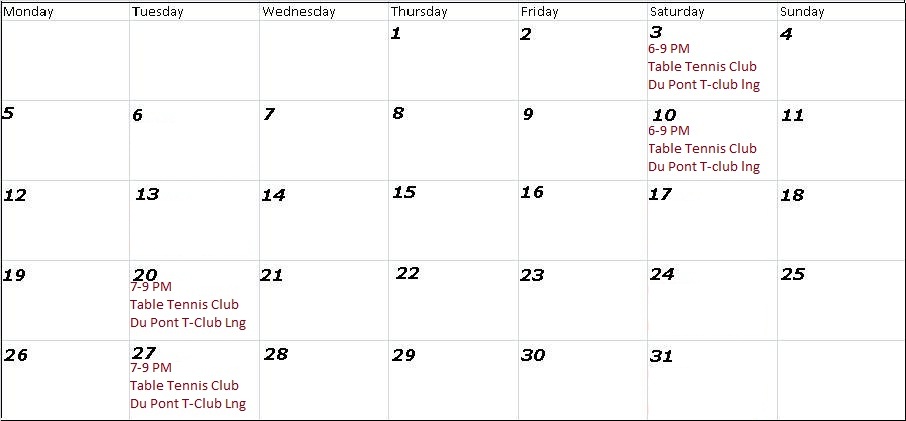 Monday Tuesday Wednesday Thursday Friday Saturday Sunday
1 2 3 4
6-9 PM
Table Tennis Club
Du Pont T-club lng
5 6 7 8 9 10 11
6-9 PM
Table Tennis Club
Du Pont T-club lng
12 13 14 15 16 17 18
19 20 21 22 23 24 25
7-9 PM
Table Tennis Club
Du Pont T-Club Lng
26 27 28 29 30 31
7-9 PM
Table Tennis Club
Du Pont T-Club Lng